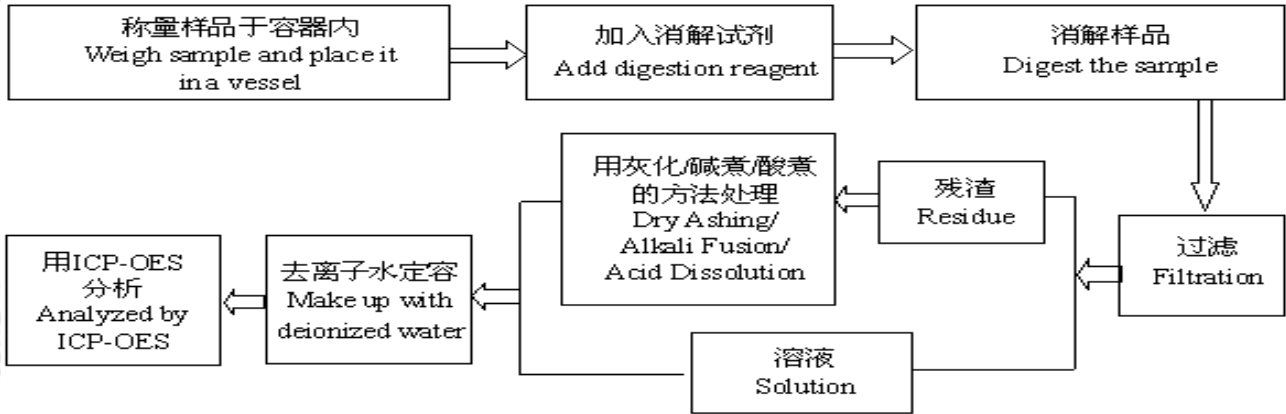 称量样品于容器内
Weigh sample and place it
in a vessel
加入消解试剂
Add digestion reagent
消解样品
Digest the sample
过滤
Filtration
残渣
Residue
用灰化/碱煮/酸煮
的方法处理
Dry Ashing/
Alkali Fusion/
Acid Dissolution
溶液
Solution
去离子水定容
Make up with
deionized water
用ICP-OES
分析
Analyzed by
ICP-OES